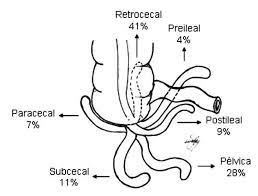 Retrocecal
41%
Preileal
4%
Paracecal
7%
Postileal
9%
Subcecal
11%
Pélvica
28%